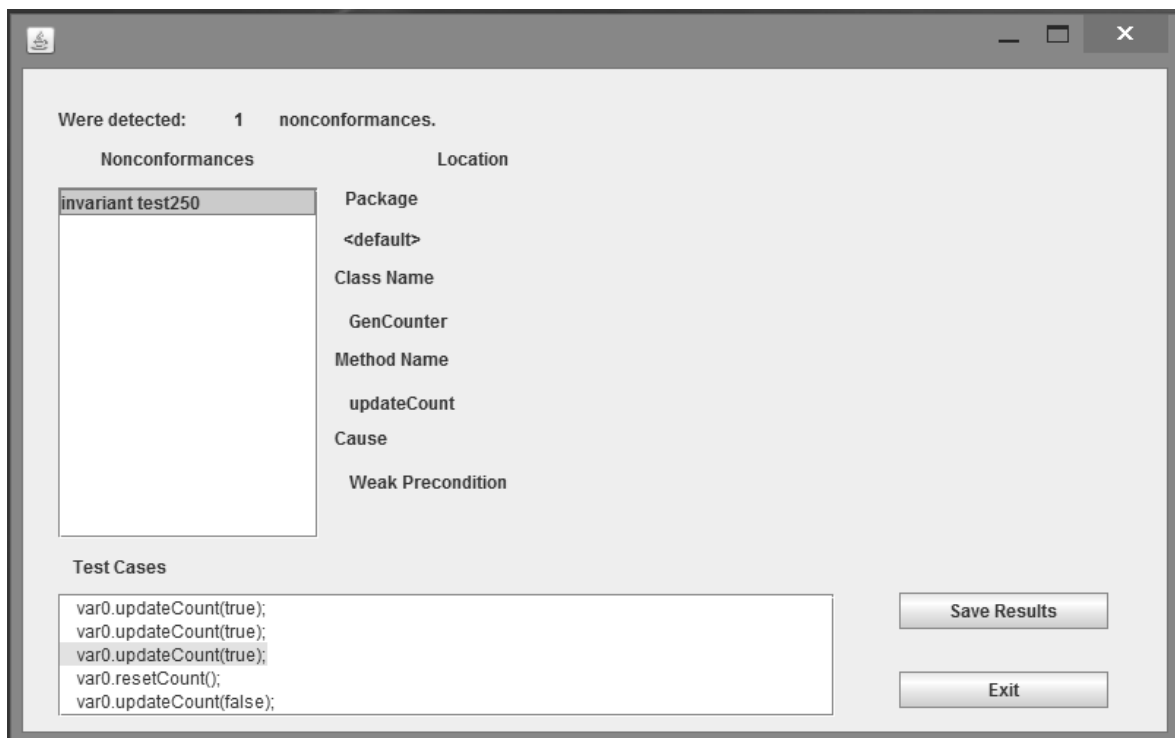 Were detected: 1 nonconformances.
Nonconformances Location
invariant test250
Package
<default>
Class Name
GenCounter
Method Name
updateCount
Cause
Weak Precondition
Test Cases
var0.updateCount(true);
var0.updateCount(true);
var0.updateCount(true);
var0.resetCount();
var0.updateCount(false);
Save Results
Exit